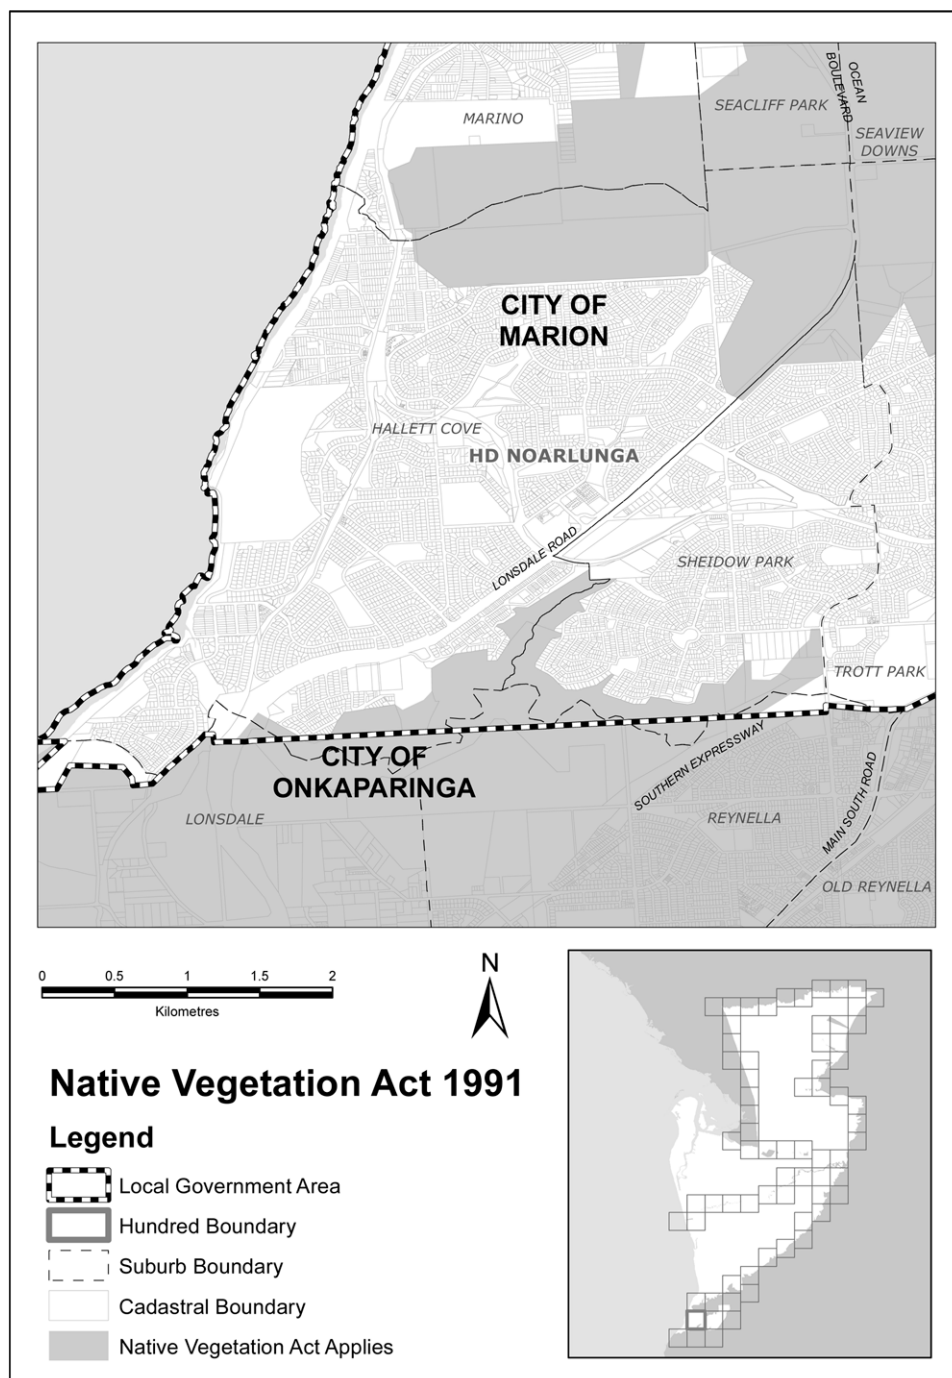 OCEAN
BOULEVARD
MARINO
SEACLIFF PARK
SEAVIEW
DOWNS
CITY OF
MARION
HALLETT COVE
HD NOARLUNGA
LONSDALE ROAD
SHEIDOW PARK
TROTT PARK
CITY OF
ONKAPARINGA
SOUTHERN EXPRESSWAY
LONSDALE
REYNELLA
MAIN SOUTH ROAD
OLD REYNELLA
0 0.5 1 1.5 2
Kilometres
N
Native Vegetation Act 1991
Legend
Local Government Area
Hundred Boundary
Suburb Boundary
Cadastral Boundary
Native Vegetation Act Applies